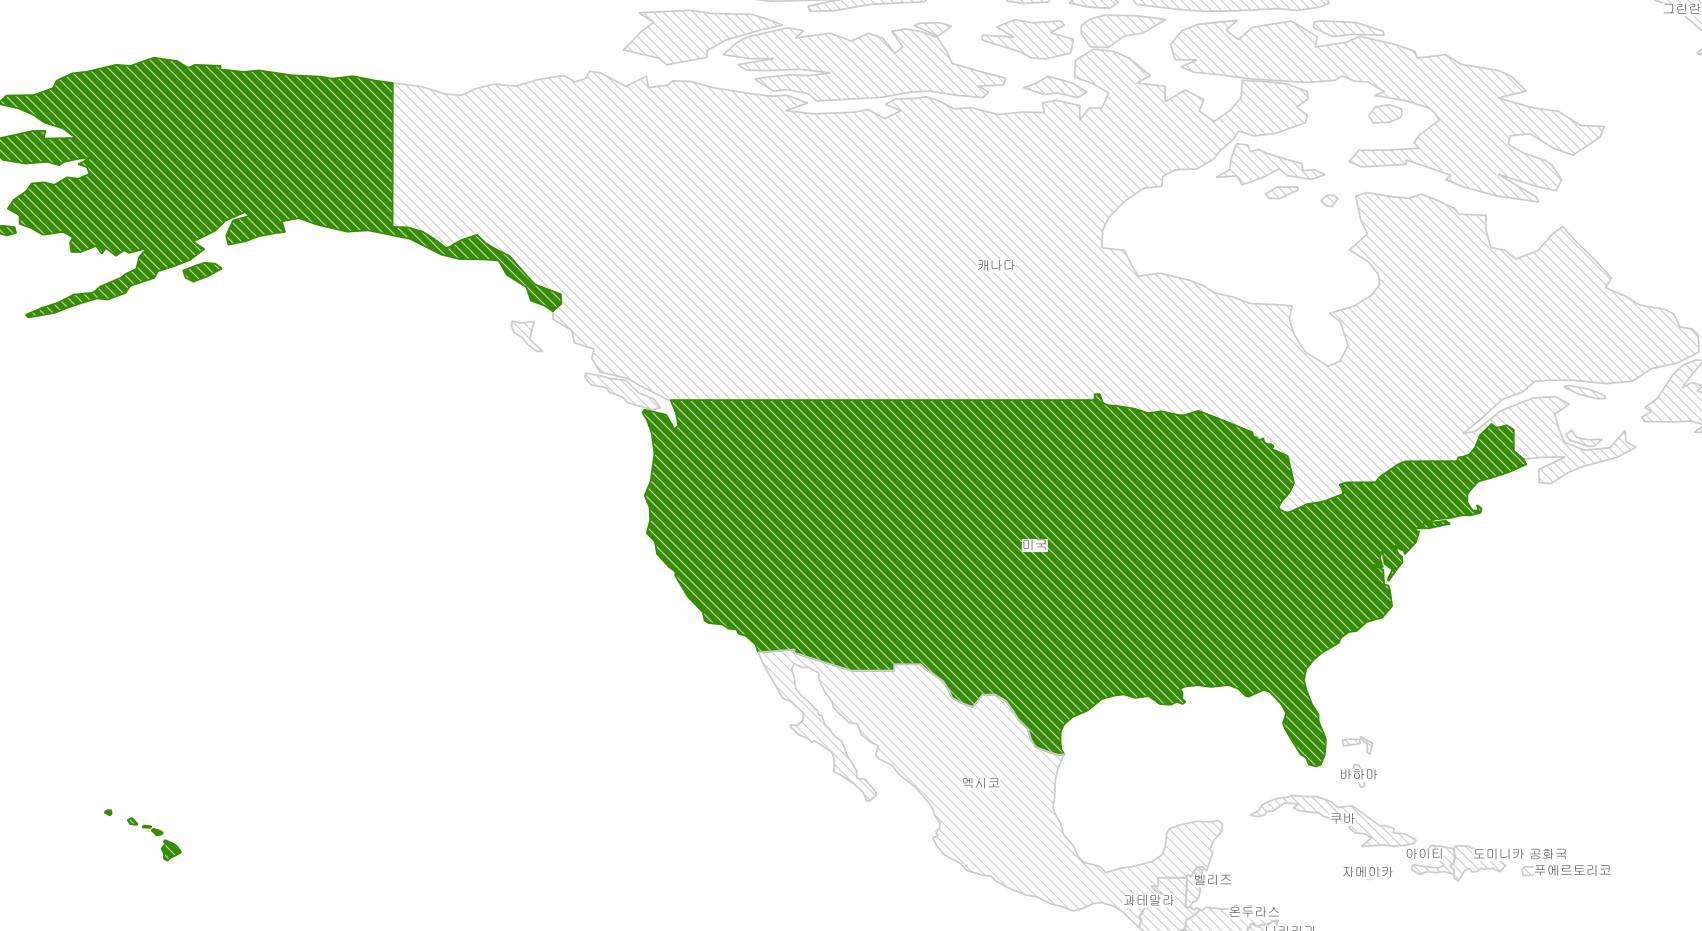 그린란
캐나다
미국
멕시코
바하마
쿠바
아이티
도미니카 공화국
자메이카
푸에르토리코
벨리즈
과테말라
온두라스